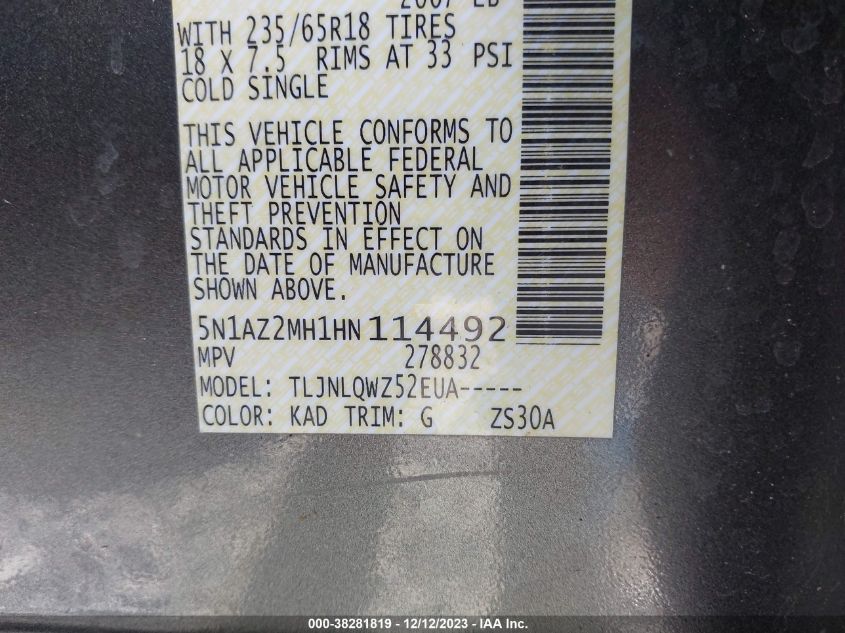 WITH 235/65R18 TIRES
18 X 7.5 RIMS AT 33 PSI
COLD SINGLE
THIS VEHICLE CONFORMS TO
ALL APPLICABLE FEDERAL
MOTOR VEHICLE SAFETY AND
THEFT PREVENTION
STANDARDS IN EFFECT ON
THE DATE OF MANUFACTURE
SHOWN ABOVE.
5N1AZ2MH1HN114492
MPV 278832
MODEL: TLJNLQWZ52EUA-----
COLOR: KAD TRIM: G ZS30A
000-38281819 - 12/12/2023 - IAA Inc.